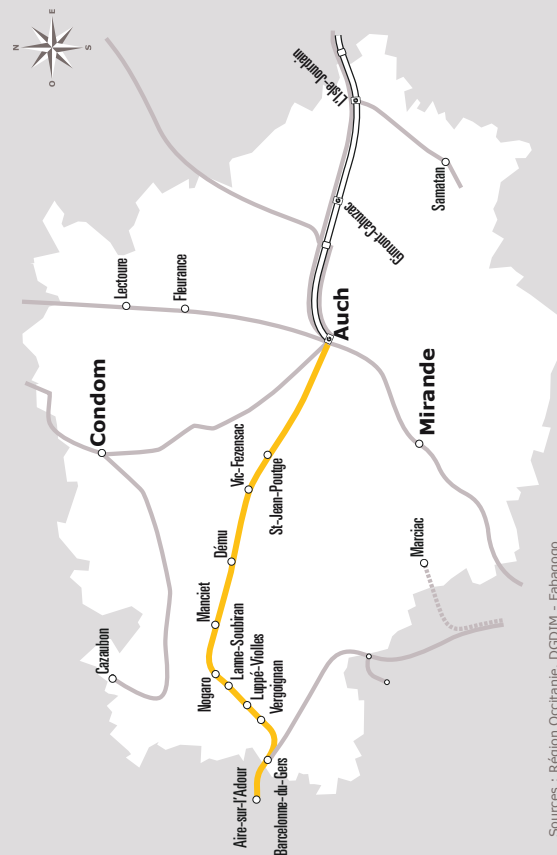 N
E
S
O
L'Isle-Jourdain
Samatan
Gimont-Cahuzac
Lectoure
Fleurance
Auch
Condom
Mirande
Vic-Fezensac
St-Jean-Poutge
Dému
Marciac
Manciet
Cazaubon
Nogaro
Lanne-Soubiran
Luppé-Violles
Vergoignan
Aire-sur-l'Adour
Barcelonne-du-Gers
Sources : Région Occitanie, DGDIM - Fabagogo